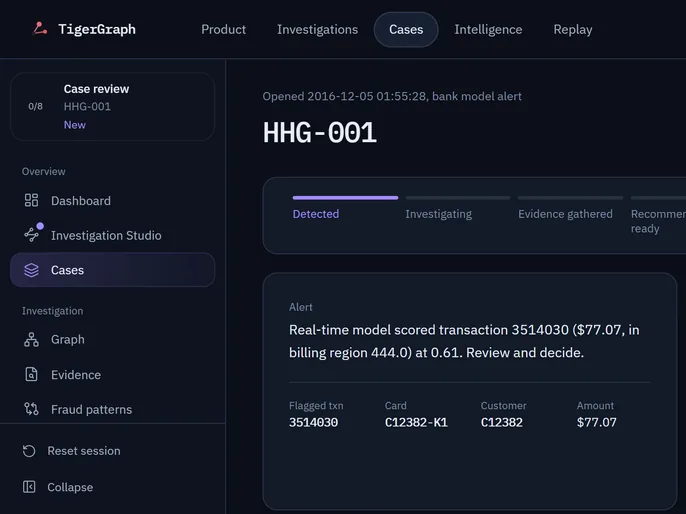 TigerGraph
Product
Investigations
Cases
Intelligence
Replay
Case review
0/8
HHG-001
New
Overview
Dashboard
Investigation Studio
Cases
Investigation
Graph
Evidence
Fraud patterns
Reset session
Collapse
Opened 2016-12-05 01:55:28, bank model alert
HHG-001
Detected
Investigating
Evidence gathered
Recommen
ready
Alert
Real-time model scored transaction 3514030 ($77.07, in
billing region 444.0) at 0.61. Review and decide.
Flagged txn
Card
Customer
Amount
3514030
C12382-K1
C12382
$77.07